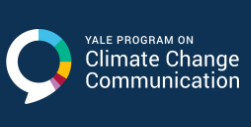 YALE PROGRAM ON
Climate Change
Communication